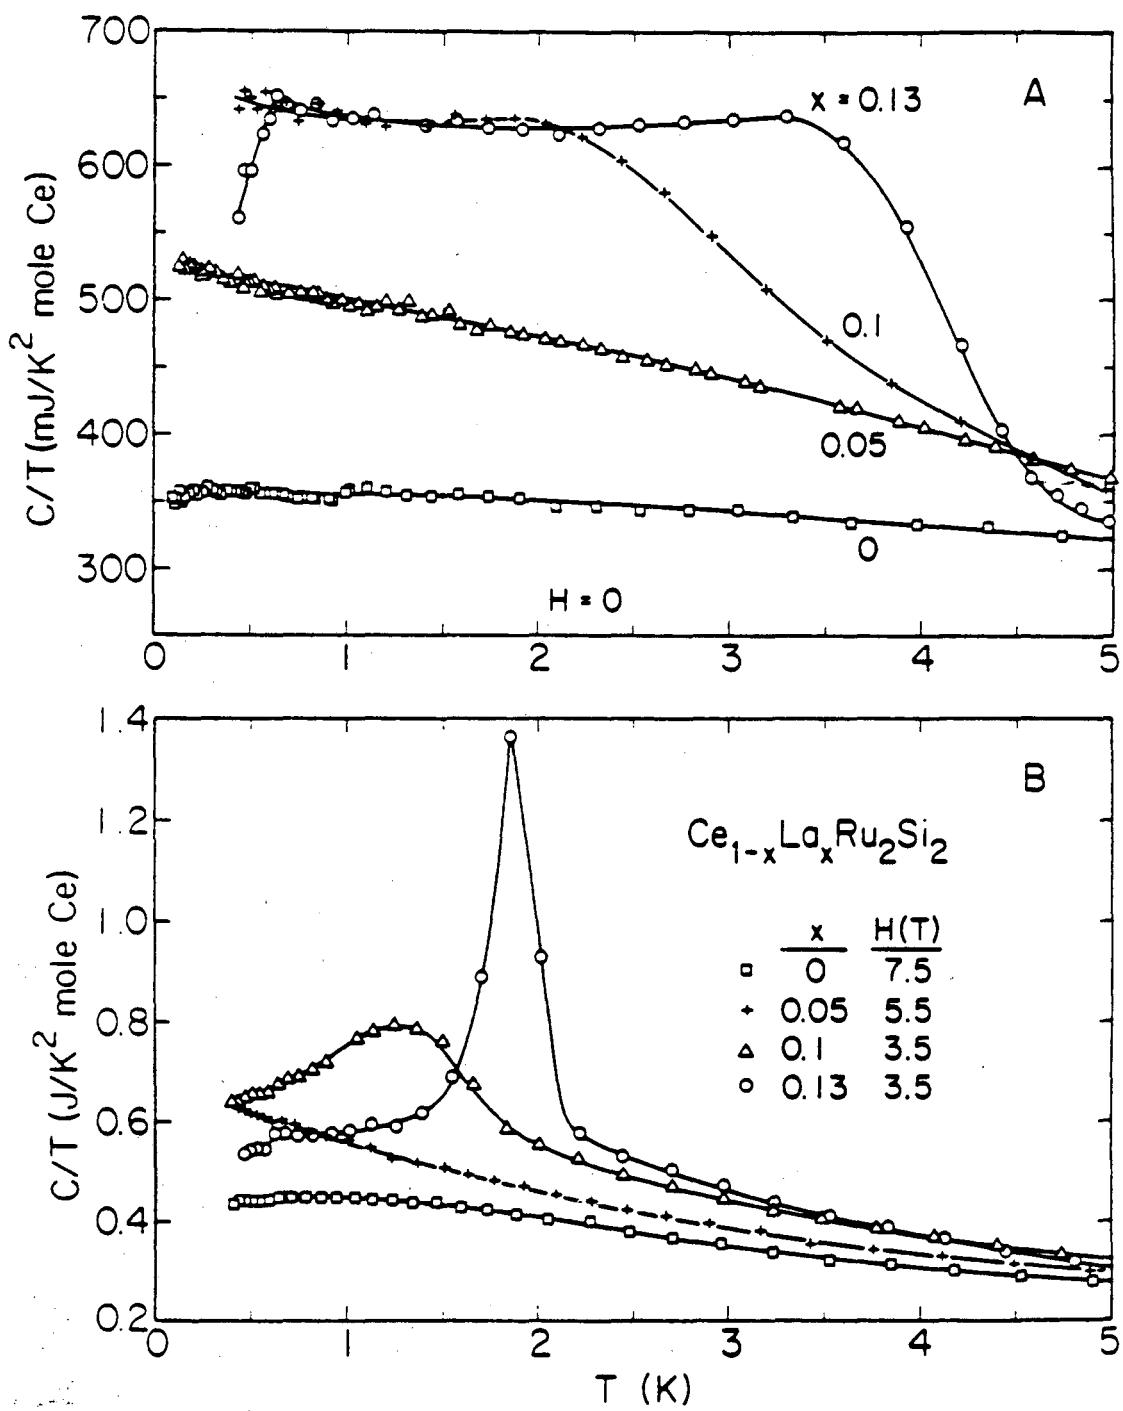 700
600
500
400
300
C/T (mJ/K² mole Ce)
A
x = 0.13
0.1
0.05
0
H = 0
0 1 2 3 4 5
1.4
1.2
1.0
0.8
0.6
0.4
0.2
C/T (J/K² mole Ce)
B
Ce₁₋ₓLaₓRu₂Si₂
x H(T)
0 7.5
0.05 5.5
0.1 3.5
0.13 3.5
0 1 2 3 4 5
T (K)